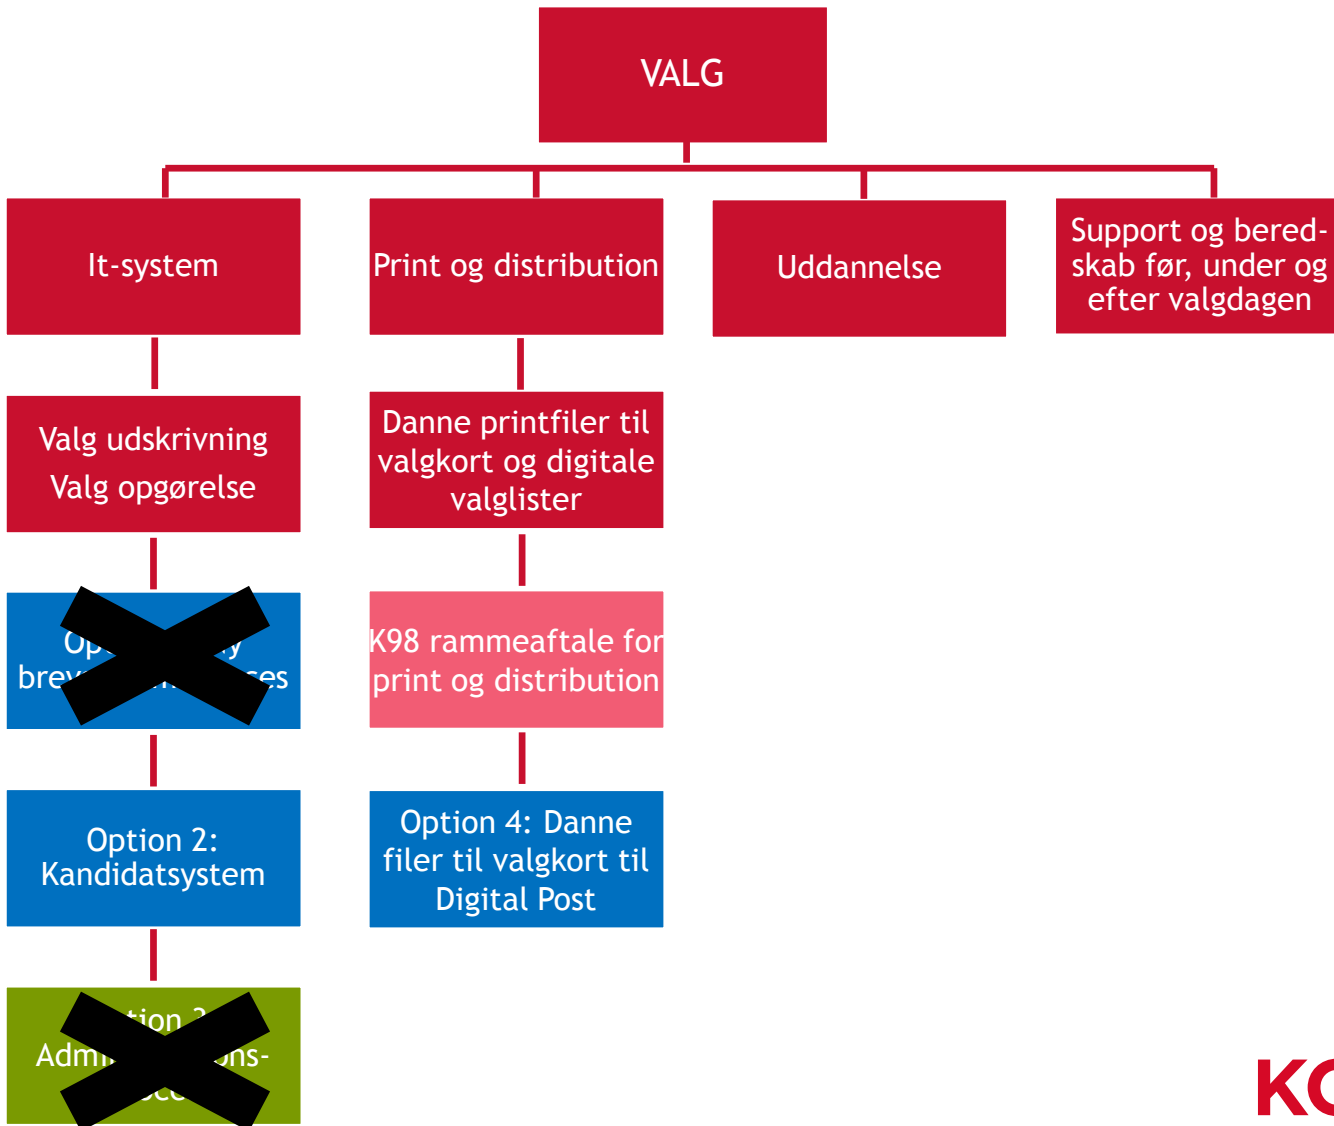 VALG
It-system
Print og distribution
Uddannelse
Support og bered-
skab før, under og
efter valgdagen
Valg udskrivning
Valg opgørelse
Danne printfiler til
valgkort og digitale
valglister
K98 rammeaftale for
print og distribution
Option 2:
Kandidatsystem
Option 4: Danne
filer til valgkort til
Digital Post